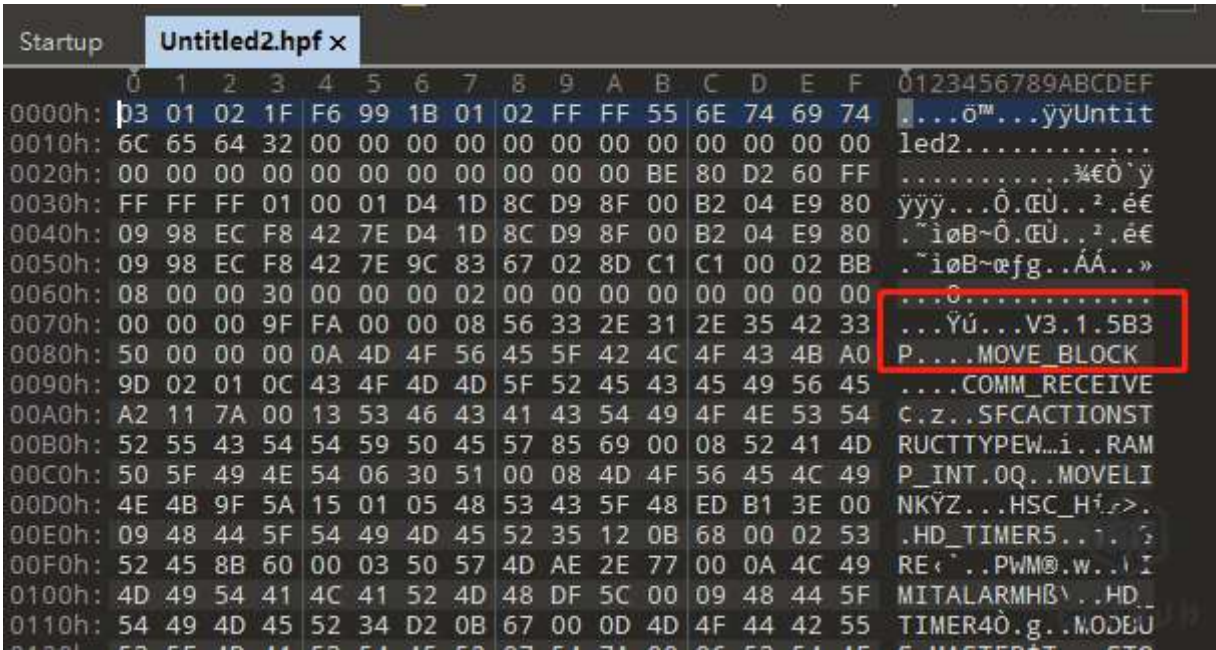 Startup Untitled2.hpf ×
0 1 2 3 4 5 6 7 8 9 A B C D E F 0123456789ABCDEF
0000h: 03 01 02 1F F6 99 1B 01 02 FF FF 55 6E 74 69 74 ....ö™...ÿÿUntit
0010h: 6C 65 64 32 00 00 00 00 00 00 00 00 00 00 00 00 led2............
0020h: 00 00 00 00 00 00 00 00 00 00 00 BE 80 D2 60 FF ...........¾€Ò`ÿ
0030h: FF FF FF 01 00 01 D4 1D 8C D9 8F 00 B2 04 E9 80 ÿÿÿ...Ô.ŒÙ..².é€
0040h: 09 98 EC F8 42 7E D4 1D 8C D9 8F 00 B2 04 E9 80 .˜ìøB~Ô.ŒÙ..².é€
0050h: 09 98 EC F8 42 7E 9C 83 67 02 8D C1 C1 00 02 BB .˜ìøB~œƒg..ÁÁ..»
0060h: 08 00 00 30 00 00 00 02 00 00 00 00 00 00 00 00 ...0............
0070h: 00 00 00 9F FA 00 00 08 56 33 2E 31 2E 35 42 33 ...Ÿú...V3.1.5B3
0080h: 50 00 00 00 0A 4D 4F 56 45 5F 42 4C 4F 43 4B A0 P....MOVE_BLOCK
0090h: 9D 02 01 0C 43 4F 4D 4D 5F 52 45 43 45 49 56 45 ....COMM_RECEIVE
00A0h: A2 11 7A 00 13 53 46 43 41 43 54 49 4F 4E 53 54 ¢.z..SFCACTIONST
00B0h: 52 55 43 54 54 59 50 45 57 85 69 00 08 52 41 4D RUCTTYPEW…i..RAM
00C0h: 50 5F 49 4E 54 06 30 51 00 08 4D 4F 56 45 4C 49 P_INT.0Q..MOVELI
00D0h: 4E 4B 9F 5A 15 01 05 48 53 43 5F 48 ED B1 3E 00 NKŸZ...HSC_Hí±>.
00E0h: 09 48 44 5F 54 49 4D 45 52 35 12 0B 68 00 02 53 .HD_TIMER5..
00F0h: 52 45 8B 60 00 03 50 57 4D AE 2E 77 00 0A 4C 49 RE‹`..PWM®.w..
0100h: 4D 49 54 41 4C 41 52 4D 48 DF 5C 00 09 48 44 5F MITALARMHß\..HD_
0110h: 54 49 4D 45 52 34 D2 0B 67 00 0D 4D 4F 44 42 55 TIMER4Ò.g..MODBU